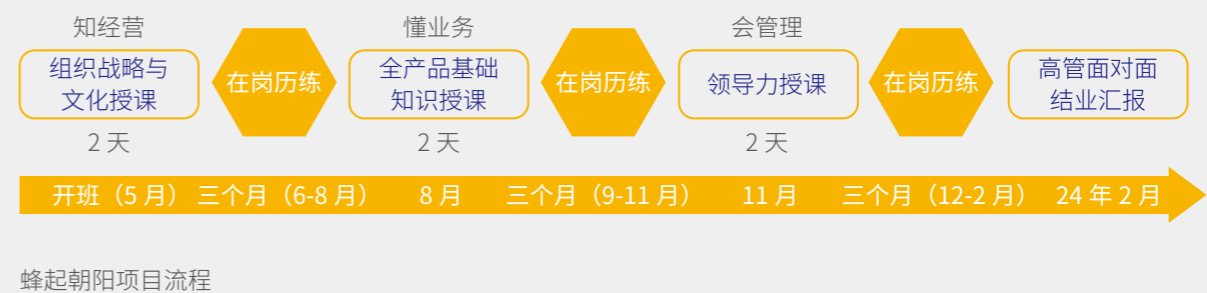 知经营
懂业务
会管理
组织战略与
文化授课
在岗历练
全产品基础
知识授课
在岗历练
领导力授课
在岗历练
高管面对面
结业汇报
2 天
2 天
2 天
开班（5 月） 三个月（6-8 月） 8 月 三个月（9-11 月） 11 月 三个月（12-2 月） 24 年 2 月
蜂起朝阳项目流程